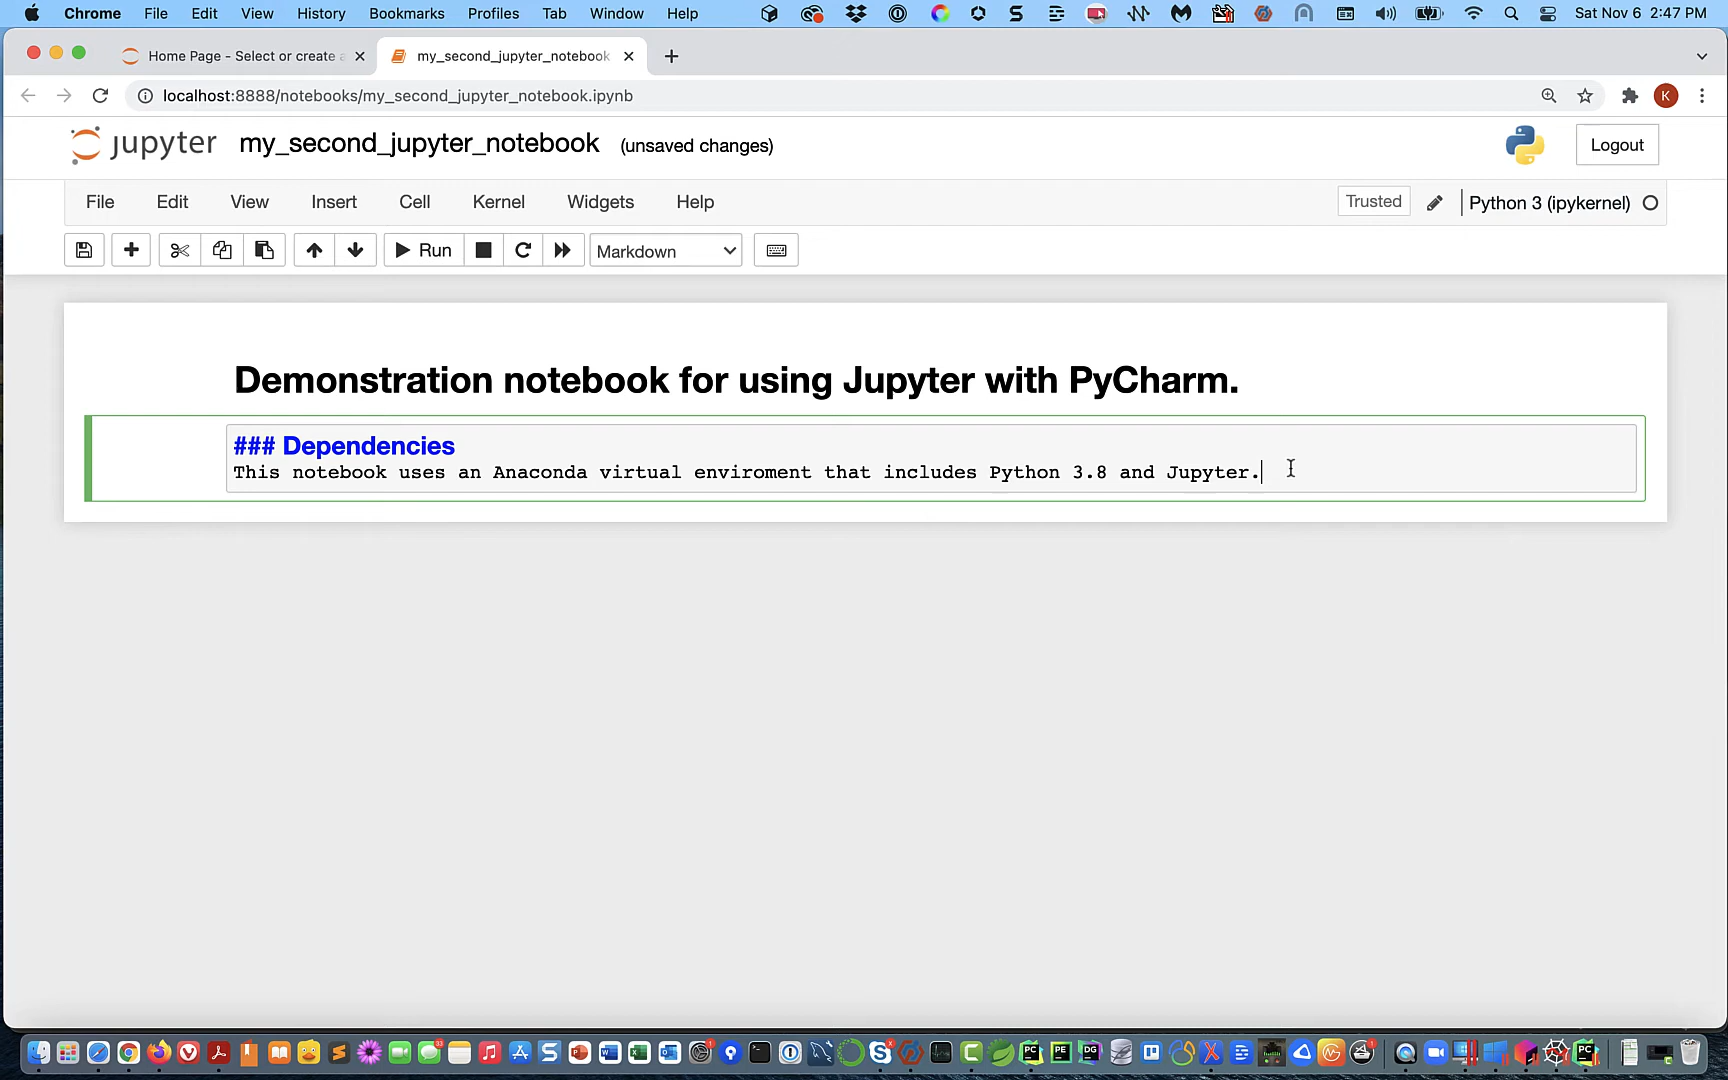 Chrome File Edit View History Bookmarks Profiles Tab Window Help Sat Nov 6 2:47 PM
Home Page - Select or create a my_second_jupyter_notebook
localhost:8888/notebooks/my_second_jupyter_notebook.ipynb K
jupyter my_second_jupyter_notebook (unsaved changes) Logout
File Edit View Insert Cell Kernel Widgets Help Trusted Python 3 (ipykernel)
Run Markdown
Demonstration notebook for using Jupyter with PyCharm.
### Dependencies
This notebook uses an Anaconda virtual enviroment that includes Python 3.8 and Jupyter.